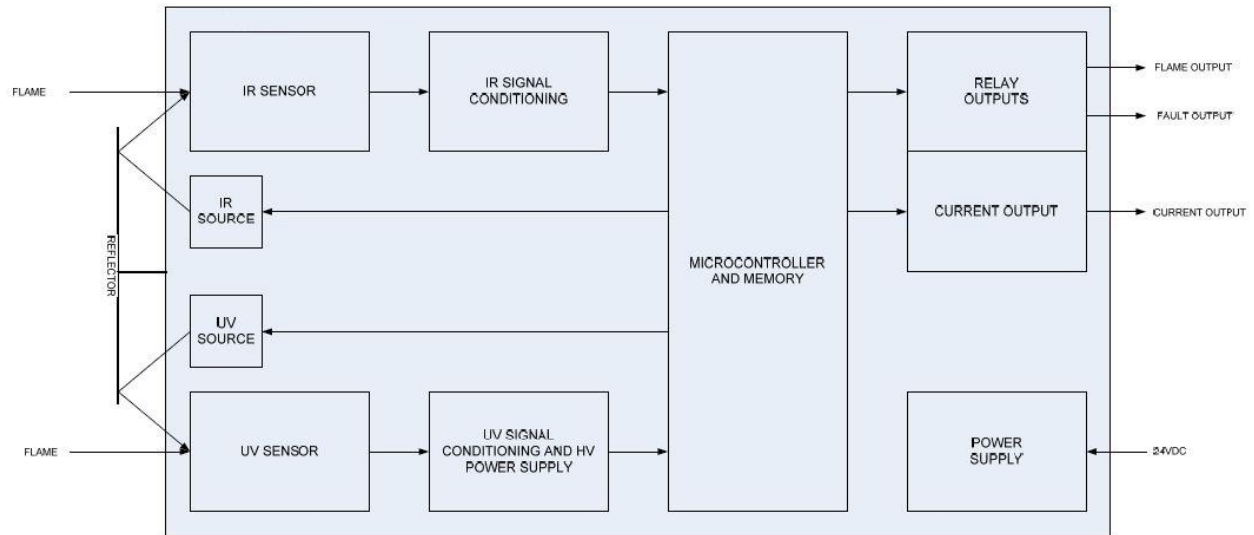 FLAME
IR SENSOR
IR SIGNAL
CONDITIONING
RELAY
OUTPUTS
FLAME OUTPUT
FAULT OUTPUT
IR
SOURCE
CURRENT OUTPUT
CURRENT OUTPUT
REFLECTOR
MICROCONTROLLER
AND MEMORY
UV
SOURCE
FLAME
UV SENSOR
UV SIGNAL
CONDITIONING AND HV
POWER SUPPLY
POWER
SUPPLY
24VDC